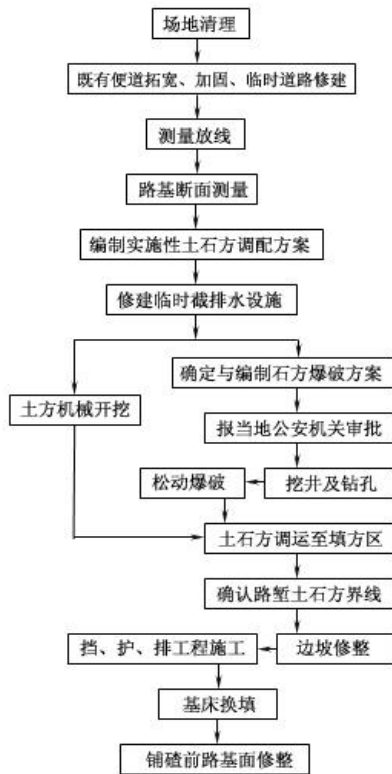 场地清理
既有便道拓宽、加固、临时道路修建
测量放线
路基断面测量
编制实施性土石方调配方案
修建临时截排水设施
确定与编制石方爆破方案
土方机械开挖
报当地公安机关审批
松动爆破
挖井及钻孔
土石方调运至填方区
确认路堑土石方界线
挡、护、排工程施工
边坡修整
基床换填
铺碴前路基面修整